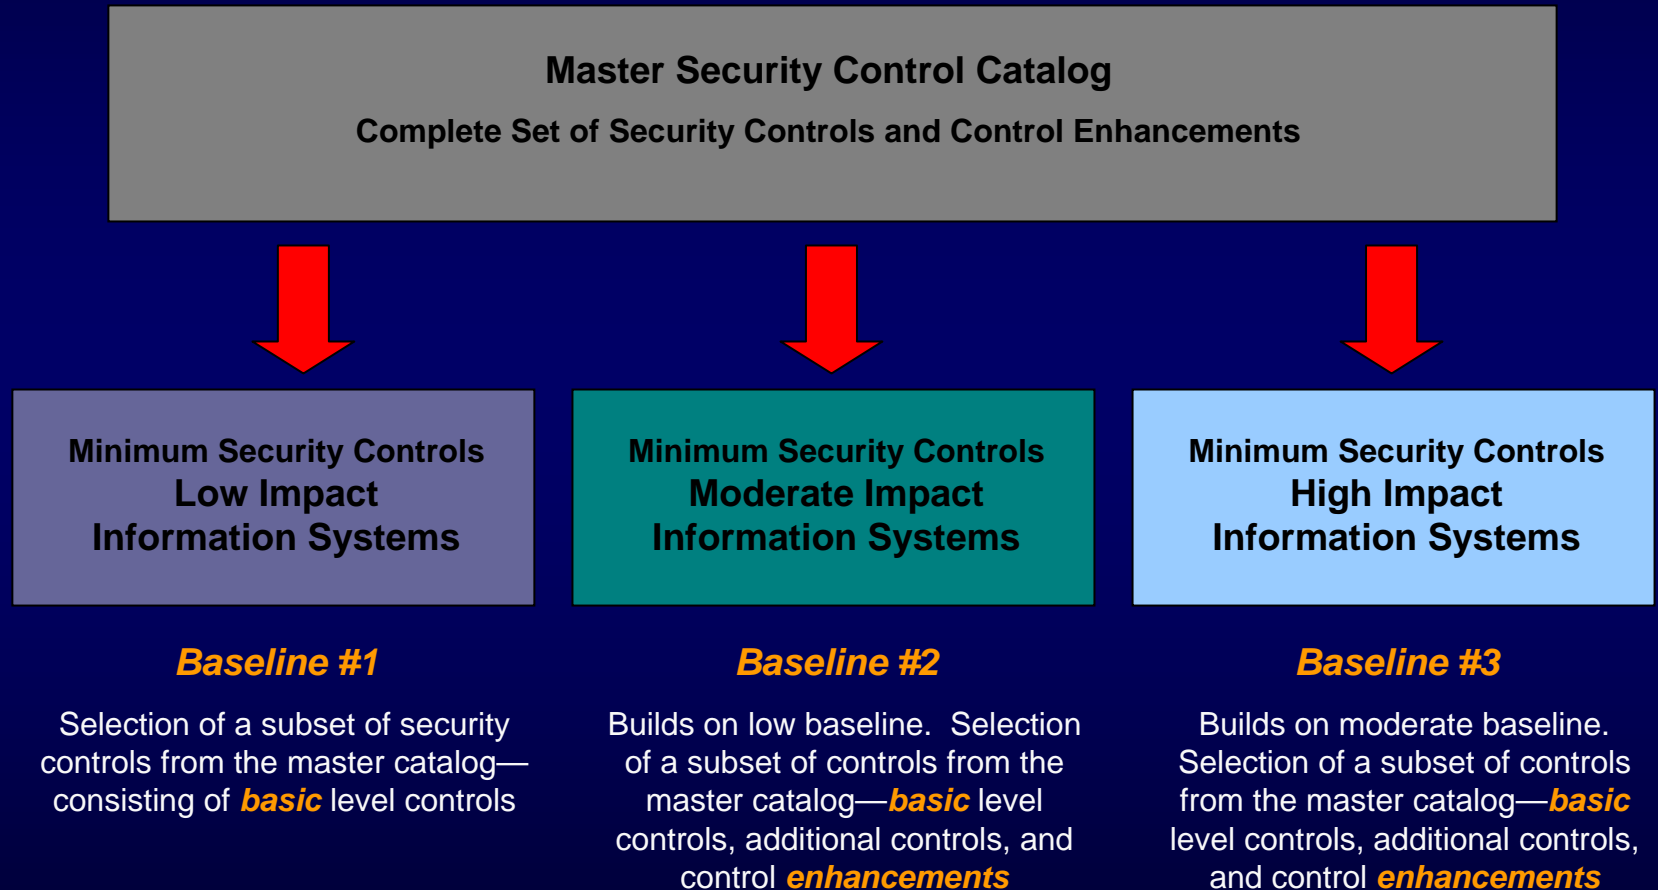 Master Security Control Catalog
Complete Set of Security Controls and Control Enhancements
Minimum Security Controls
Low Impact
Information Systems
Minimum Security Controls
Moderate Impact
Information Systems
Minimum Security Controls
High Impact
Information Systems
Baseline #1
Selection of a subset of security
controls from the master catalog—
consisting of basic level controls
Baseline #2
Builds on low baseline. Selection
of a subset of controls from the
master catalog—basic level
controls, additional controls, and
control enhancements
Baseline #3
Builds on moderate baseline.
Selection of a subset of controls
from the master catalog—basic
level controls, additional controls,
and control enhancements